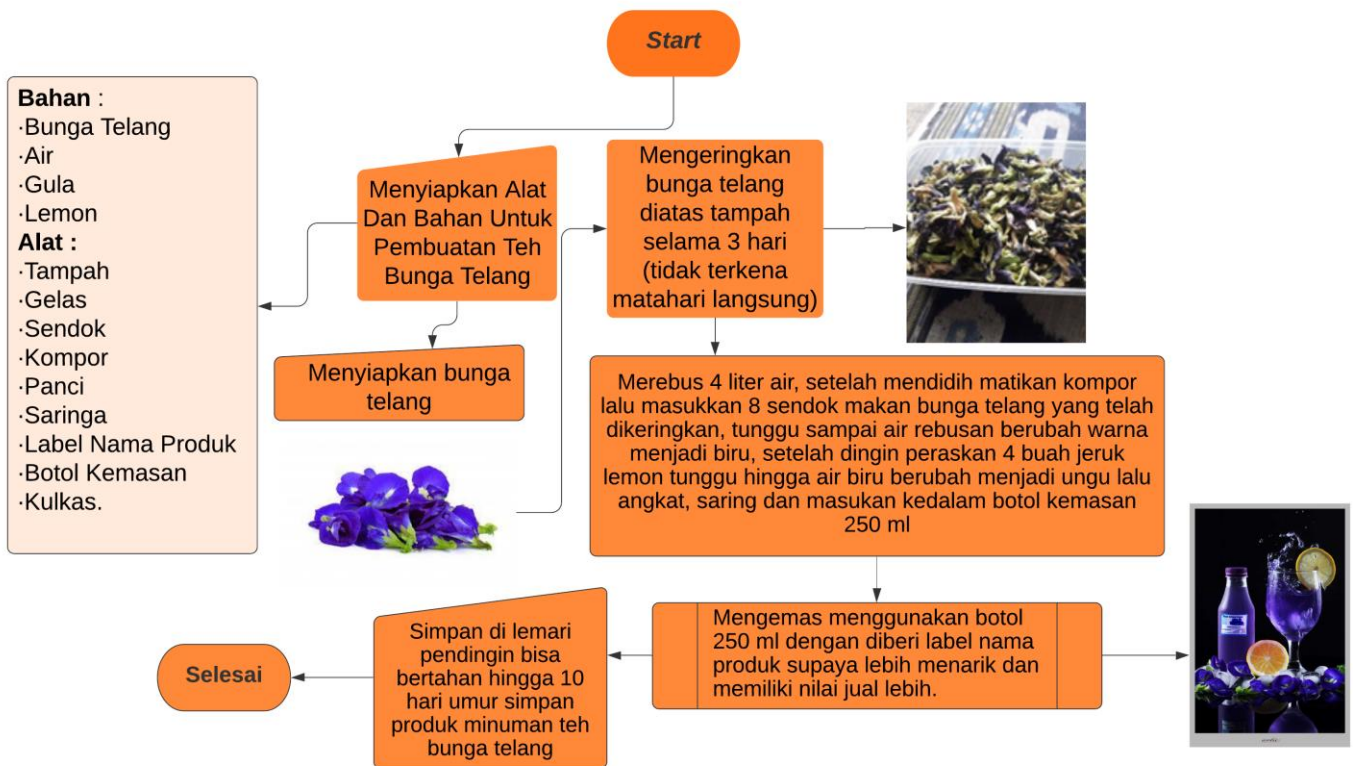 Start
Bahan :
·Bunga Telang
·Air
·Gula
·Lemon
Alat :
·Tampah
·Gelas
·Sendok
·Kompor
·Panci
·Saringa
·Label Nama Produk
·Botol Kemasan
·Kulkas.
Menyiapkan Alat
Dan Bahan Untuk
Pembuatan Teh
Bunga Telang
Menyiapkan bunga
telang
Mengeringkan
bunga telang
diatas tampah
selama 3 hari
(tidak terkena
matahari langsung)
Merebus 4 liter air, setelah mendidih matikan kompor
lalu masukkan 8 sendok makan bunga telang yang telah
dikeringkan, tunggu sampai air rebusan berubah warna
menjadi biru, setelah dingin peraskan 4 buah jeruk
lemon tunggu hingga air biru berubah menjadi ungu lalu
angkat, saring dan masukan kedalam botol kemasan
250 ml
Mengemas menggunakan botol
250 ml dengan diberi label nama
produk supaya lebih menarik dan
memiliki nilai jual lebih.
Simpan di lemari
pendingin bisa
bertahan hingga 10
hari umur simpan
produk minuman teh
bunga telang
Selesai